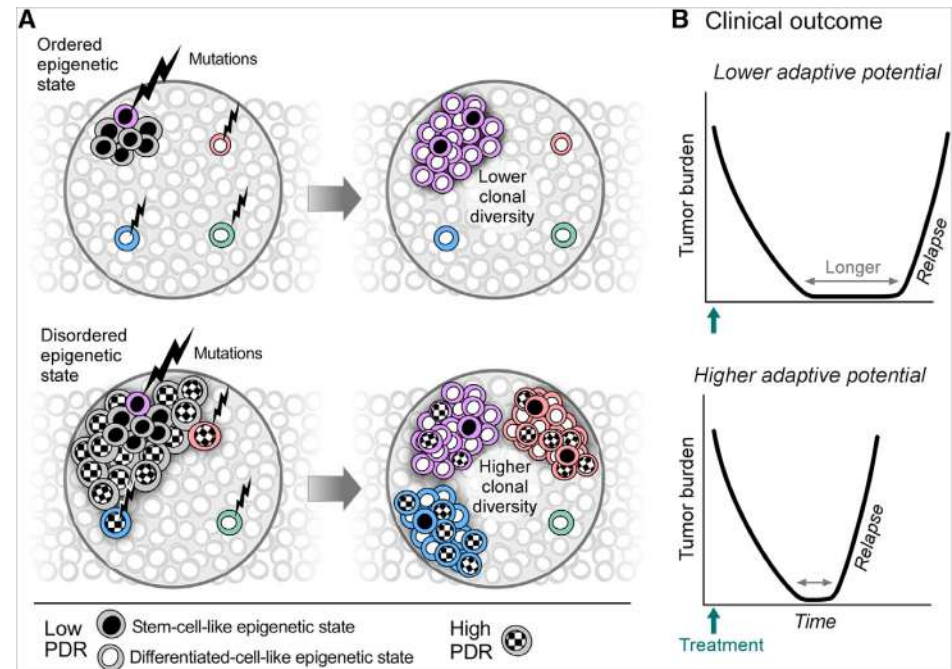 A
Ordered
epigenetic
state
Mutations
Lower
clonal
diversity
Disordered
epigenetic
state
Mutations
Higher
clonal
diversity
Low
PDR
Stem-cell-like epigenetic state
Differentiated-cell-like epigenetic state
High
PDR
B Clinical outcome
Lower adaptive potential
Tumor burden
Longer
Relapse
Higher adaptive potential
Tumor burden
Relapse
Time
Treatment